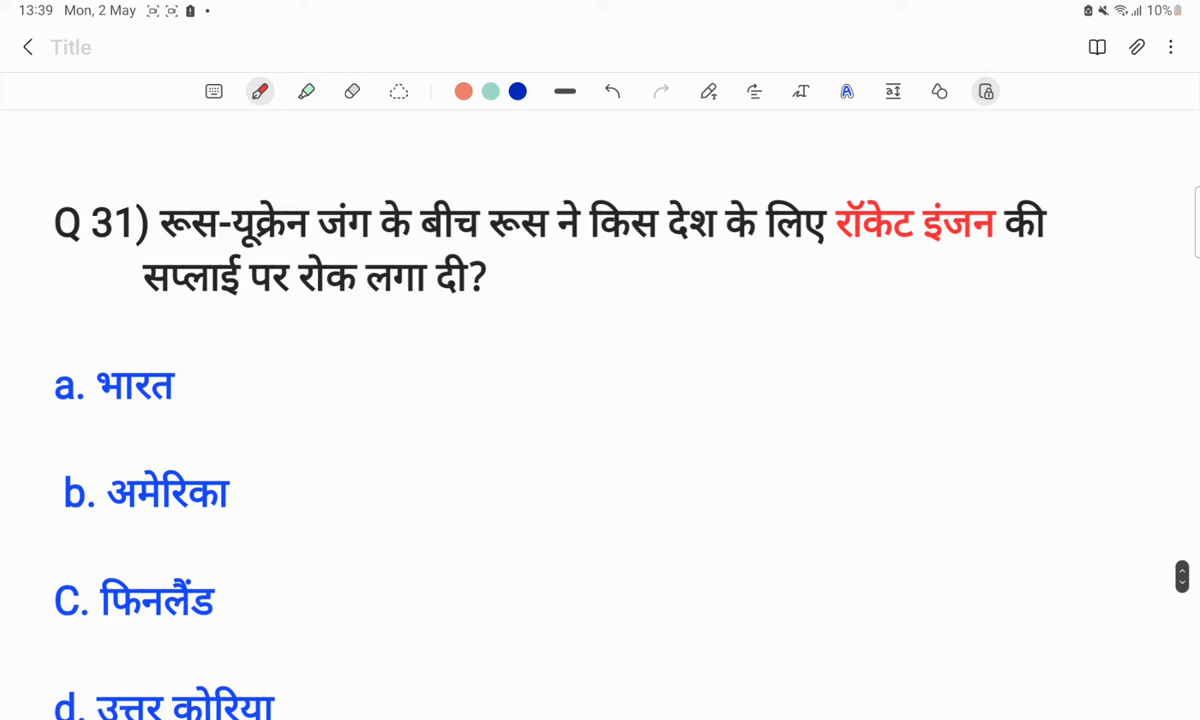 13:39 Mon, 2 May 10%
Title
Q 31) रूस-यूक्रेन जंग के बीच रूस ने किस देश के लिए रॉकेट इंजन की
सप्लाई पर रोक लगा दी?
a. भारत
b. अमेरिका
C. फिनलैंड
d. उत्तर कोरिया